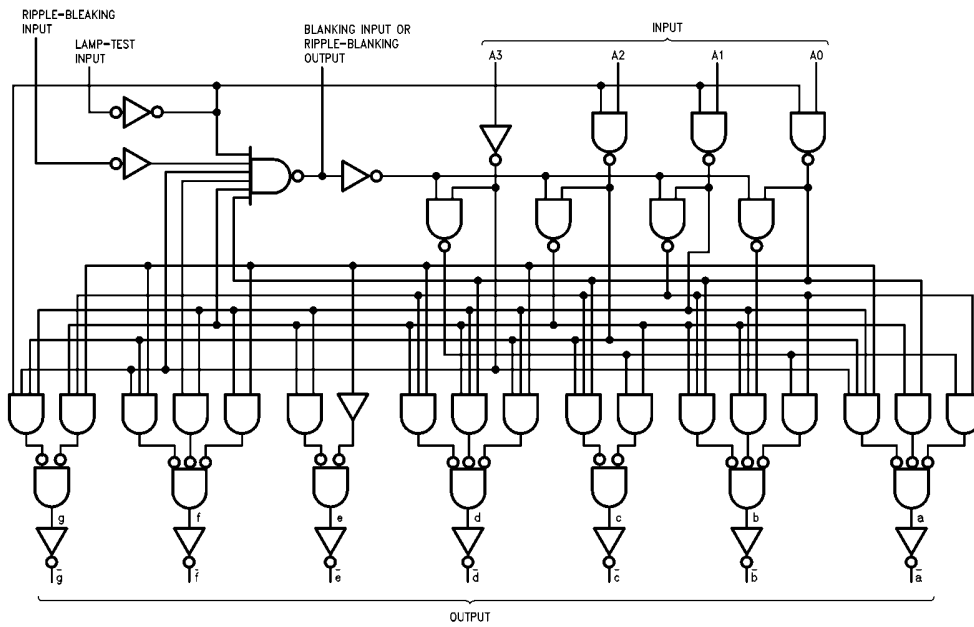 RIPPLE-BLEAKING
INPUT
LAMP-TEST
INPUT
BLANKING INPUT OR
RIPPLE-BLANKING
OUTPUT
INPUT
A3
A2
A1
A0
g
f
e
d
c
b
a
g̅
f̅
e̅
d̅
c̅
b̅
a̅
OUTPUT